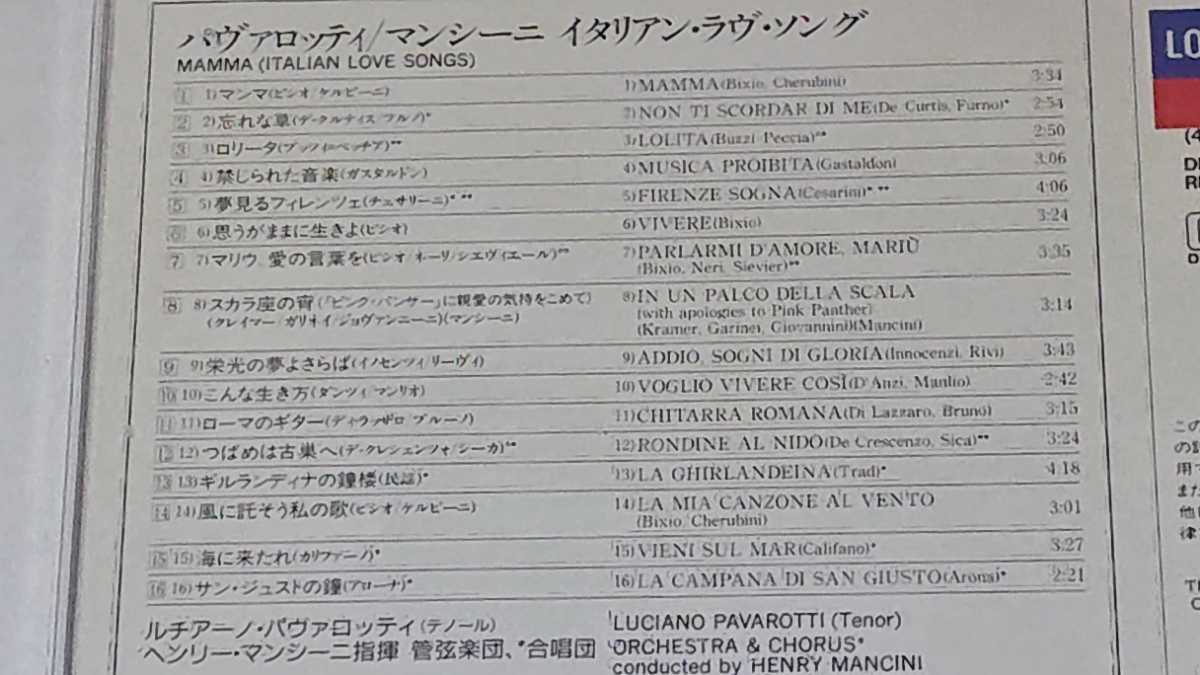 パヴァロッティ/マンシーニ イタリアン・ラヴ・ソング
MAMMA (ITALIAN LOVE SONGS)
1 1)マンマ(ビシオ/ケルビーニ) 1)MAMMA(Bixio, Cherubini) 3:34
2 2)忘れな草(デ・クルティス/フルノ)* 2)NON TI SCORDAR DI ME(De Curtis, Furno)* 2:54
3 3)ロリータ(ブッツィ=ペッチア)** 3)LOLITA(Buzzi-Peccia)** 2:50
4 4)禁じられた音楽(ガスタルドン) 4)MUSICA PROIBITA(Gastaldon) 3:06
5 5)夢見るフィレンツェ(チェサリーニ)* ** 5)FIRENZE SOGNA(Cesarini)* ** 4:06
6 6)思うがままに生きよ(ビシオ) 6)VIVERE(Bixio) 3:24
7 7)マリウ、愛の言葉を(ビシオ/ネーリ/シエヴィエール)** 7)PARLARMI D'AMORE, MARIÙ 3:35
(Bixio, Neri, Sievier)**
8 8)スカラ座の宵(「ピンク・パンサー」に親愛の気持をこめて) 8)IN UN PALCO DELLA SCALA
(with apologies to Pink Panther) 3:14
(クレイマー/ガリネイ/ジョヴァンニーニ)(マンシーニ) (Kramer, Garinei, Giovannini)(Mancini)
9 9)栄光の夢よさらば(イノセンツィ/リーヴィ) 9)ADDIO, SOGNI DI GLORIA(Innocenzi, Rivi) 3:43
10 10)こんな生き方(ダンツィ/マンリオ) 10)VOGLIO VIVERE COSÌ(D'Anzi, Manlio) 2:42
11 11)ローマのギター(ディ・ラッザロ/ブルーノ) 11)CHITARRA ROMANA(Di Lazzaro, Bruno) 3:15
12 12)つばめは古巣へ(デ・クレシェンツォ/シーカ)** 12)RONDINE AL NIDO(De Crescenzo, Sica)** 3:24
13 13)ギルランディナの鐘楼(民謡)* 13)LA GHIRLANDEINA(Trad)* 4:18
14 14)風に託そう私の歌(ビシオ/ケルビーニ) 14)LA MIA CANZONE AL VENTO 3:01
(Bixio/Cherubini)
15 15)海に来たれ(カリファーノ)* 15)VIENI SUL MAR(Califano)* 3:27
16 16)サン・ジュストの鐘(アローナ)* 16)LA CAMPANA DI SAN GIUSTO(Arona)* 2:21
ルチアーノ・パヴァロッティ(テノール) LUCIANO PAVAROTTI (Tenor)
ヘンリー・マンシーニ指揮 管弦楽団、*合唱団 ORCHESTRA & CHORUS*
conducted by HENRY MANCINI
LO
(4
RE
この
の
用
また
他
律